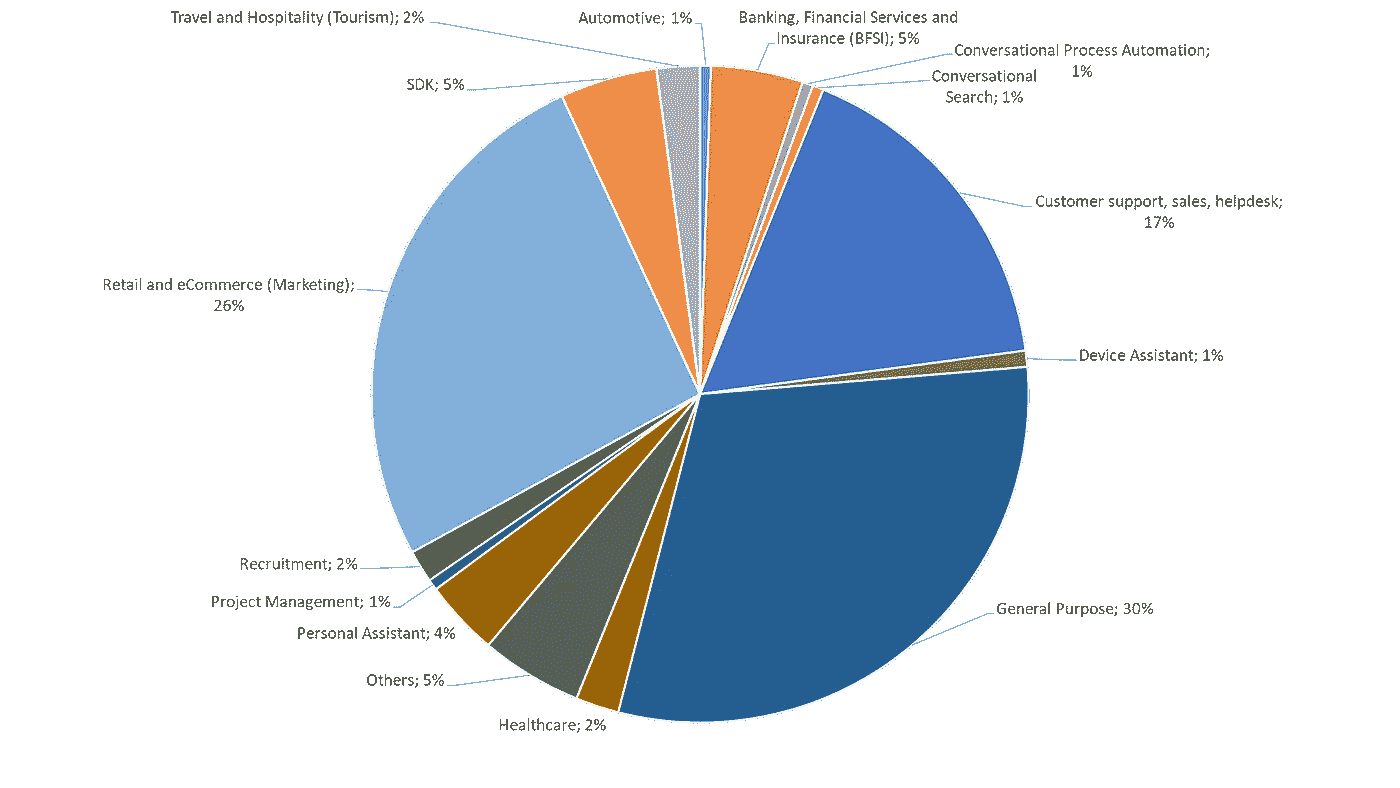 Travel and Hospitality (Tourism); 2%
Automotive; 1%
Banking, Financial Services and
Insurance (BFSI); 5%
Conversational Process Automation;
1%
Conversational
Search; 1%
SDK; 5%
Customer support, sales, helpdesk;
17%
Retail and eCommerce (Marketing);
26%
Device Assistant; 1%
Recruitment; 2%
Project Management; 1%
General Purpose; 30%
Personal Assistant; 4%
Others; 5%
Healthcare; 2%